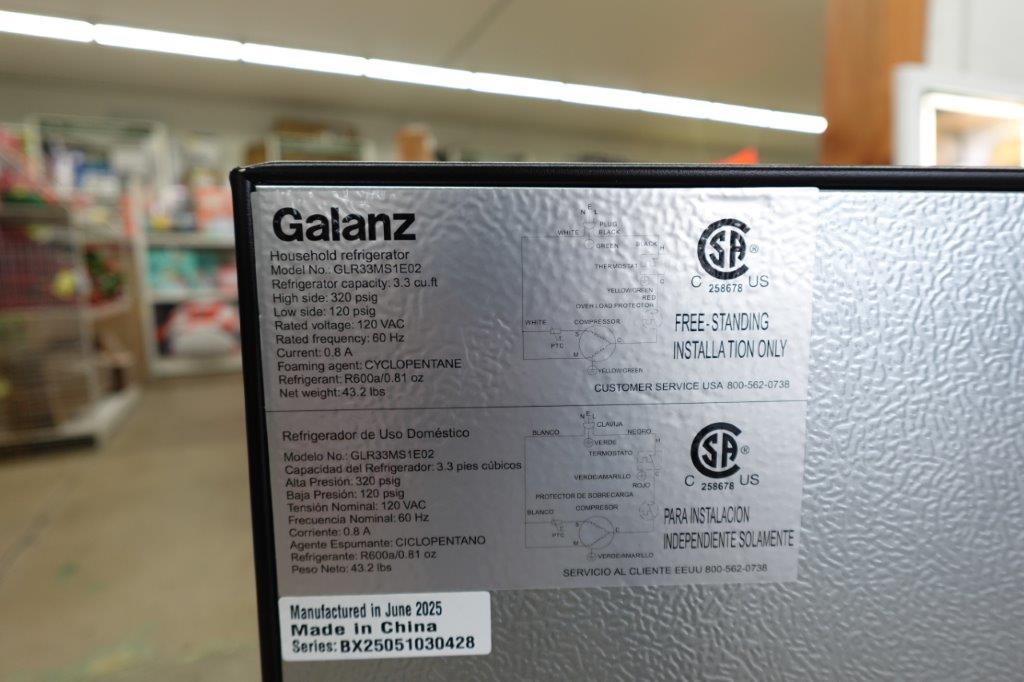 Galanz
Household refrigerator
Model No.: GLR33MS1E02
Refrigerator capacity: 3.3 cu.ft
High side: 320 psig
Low side: 120 psig
Rated voltage: 120 VAC
Rated frequency: 60 Hz
Current: 0.8 A
Foaming agent: CYCLOPENTANE
Refrigerant: R600a/0.81 oz
Net weight: 43.2 lbs
N E L
PLUG
WHITE
BLACK
GREEN
BLACK
H
THERMOSTAT
C
YELLOW/GREEN
RED
OVER LOAD PROTECTOR
WHITE
COMPRESSOR
S
C
PTC
M
YELLOW/GREEN
SA ®
C 258678 US
FREE-STANDING
INSTALLATION ONLY
CUSTOMER SERVICE USA 800-562-0738
Refrigerador de Uso Doméstico
Modelo No.: GLR33MS1E02
Capacidad del Refrigerador: 3.3 pies cúbicos
Alta Presión: 320 psig
Baja Presión: 120 psig
Tensión Nominal: 120 VAC
Frecuencia Nominal: 60 Hz
Corriente: 0.8 A
Agente Espumante: CICLOPENTANO
Refrigerante: R600a/0.81 oz
Peso Neto: 43.2 lbs
N E L
CLAVIJA
BLANCO
NEGRO
VERDE
H
TERMOSTATO
C
VERDE/AMARILLO
ROJO
PROTECTOR DE SOBRECARGA
BLANCO
COMPRESOR
S
C
PTC
M
VERDE/AMARILLO
SA ®
C 258678 US
PARA INSTALACION
INDEPENDIENTE SOLAMENTE
SERVICIO AL CLIENTE EEUU 800-562-0738
Manufactured in June 2025
Made in China
Series: BX25051030428